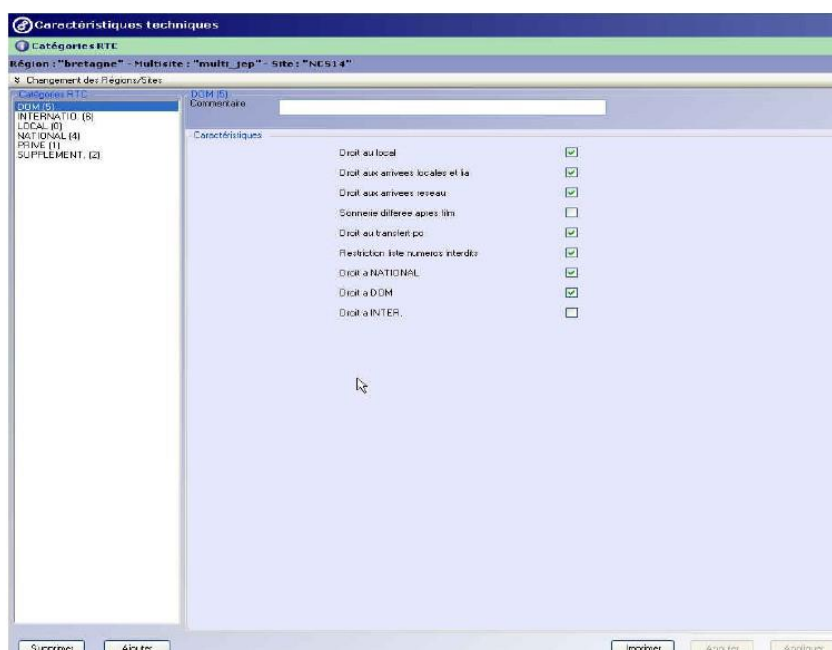 Caractéristiques techniques
Catégories RTC
Région : "bretagne" - Multisite : "multi_jep" - Site : "NCS14"
Changement des Régions/Sites
Catégories RTC
DOM (5)
INTERNATIO. (6)
LOCAL (0)
NATIONAL (4)
PRIVE (1)
SUPPLEMENT. (2)
DOM (5)
Commentaire
Caractéristiques
Droit au local
Droit aux arrivees locales et lia
Droit aux arrivees reseau
Sonnerie differee apres film
Droit au transfert po
Restriction liste numeros interdits
Droit a NATIONAL
Droit a DOM
Droit a INTER.
Supprimer Ajouter Imprimer Annuler Appliquer